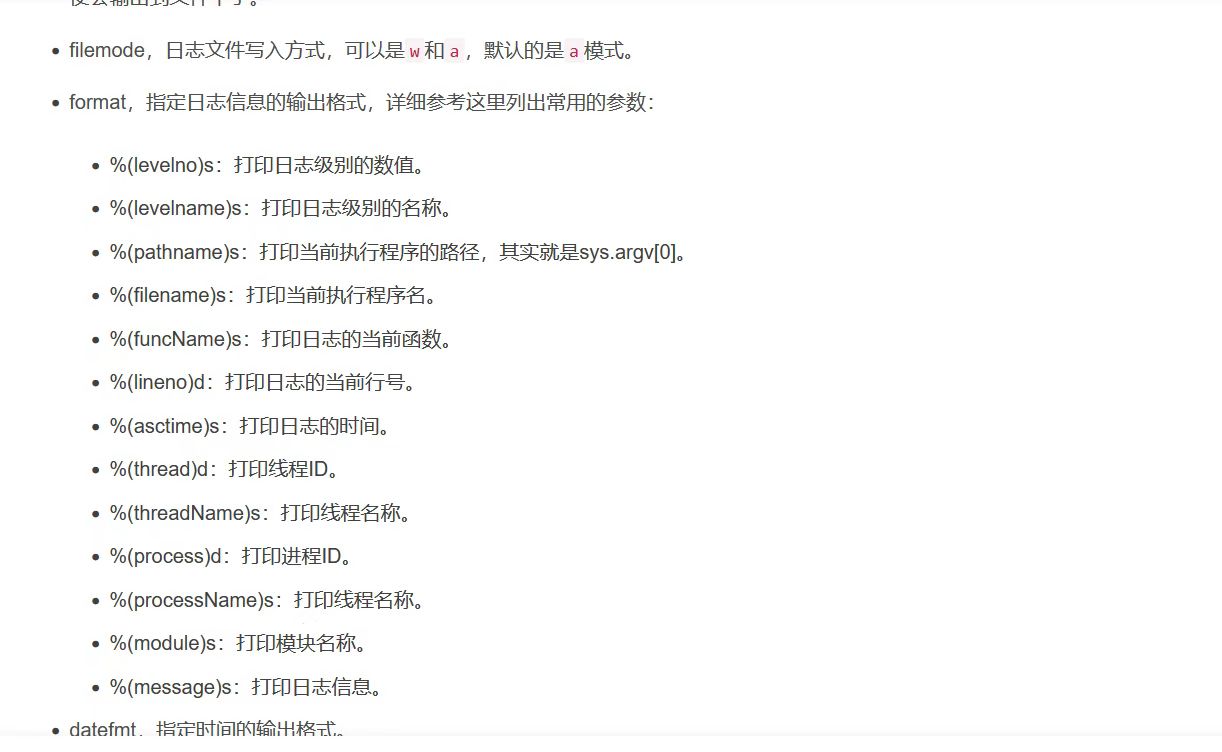 便会输出到文件中了。
filemode，日志文件写入方式，可以是 w 和 a ，默认的是 a 模式。
format，指定日志信息的输出格式，详细参考这里列出常用的参数：
%(levelno)s：打印日志级别的数值。
%(levelname)s：打印日志级别的名称。
%(pathname)s：打印当前执行程序的路径，其实就是sys.argv[0]。
%(filename)s：打印当前执行程序名。
%(funcName)s：打印日志的当前函数。
%(lineno)d：打印日志的当前行号。
%(asctime)s：打印日志的时间。
%(thread)d：打印线程ID。
%(threadName)s：打印线程名称。
%(process)d：打印进程ID。
%(processName)s：打印线程名称。
%(module)s：打印模块名称。
%(message)s：打印日志信息。
datefmt，指定时间的输出格式。